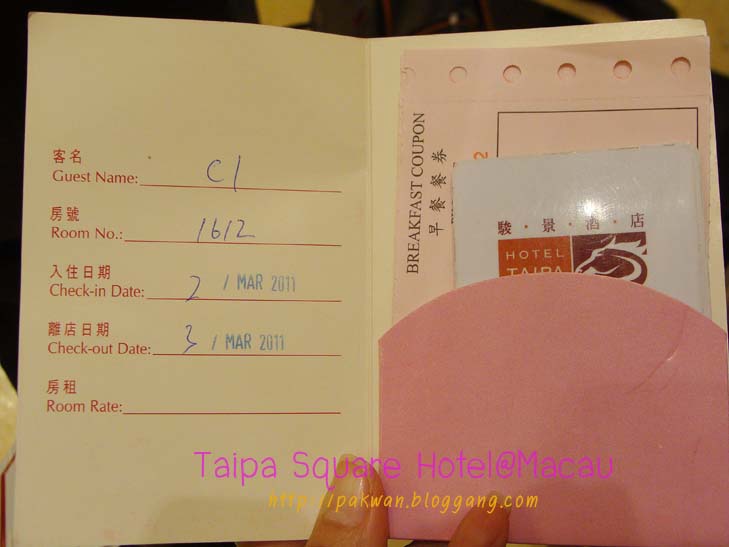 客名
Guest Name: C1
房號
Room No.: 1612
入住日期
Check-in Date: 2 / MAR 2011
離店日期
Check-out Date: 3 / MAR 2011
房租
Room Rate:
BREAKFAST COUPON
早餐餐券
駿·景·酒·店
HOTEL
TAIPA
Taipa Square Hotel@Macau
http://pakwan.bloggang.com